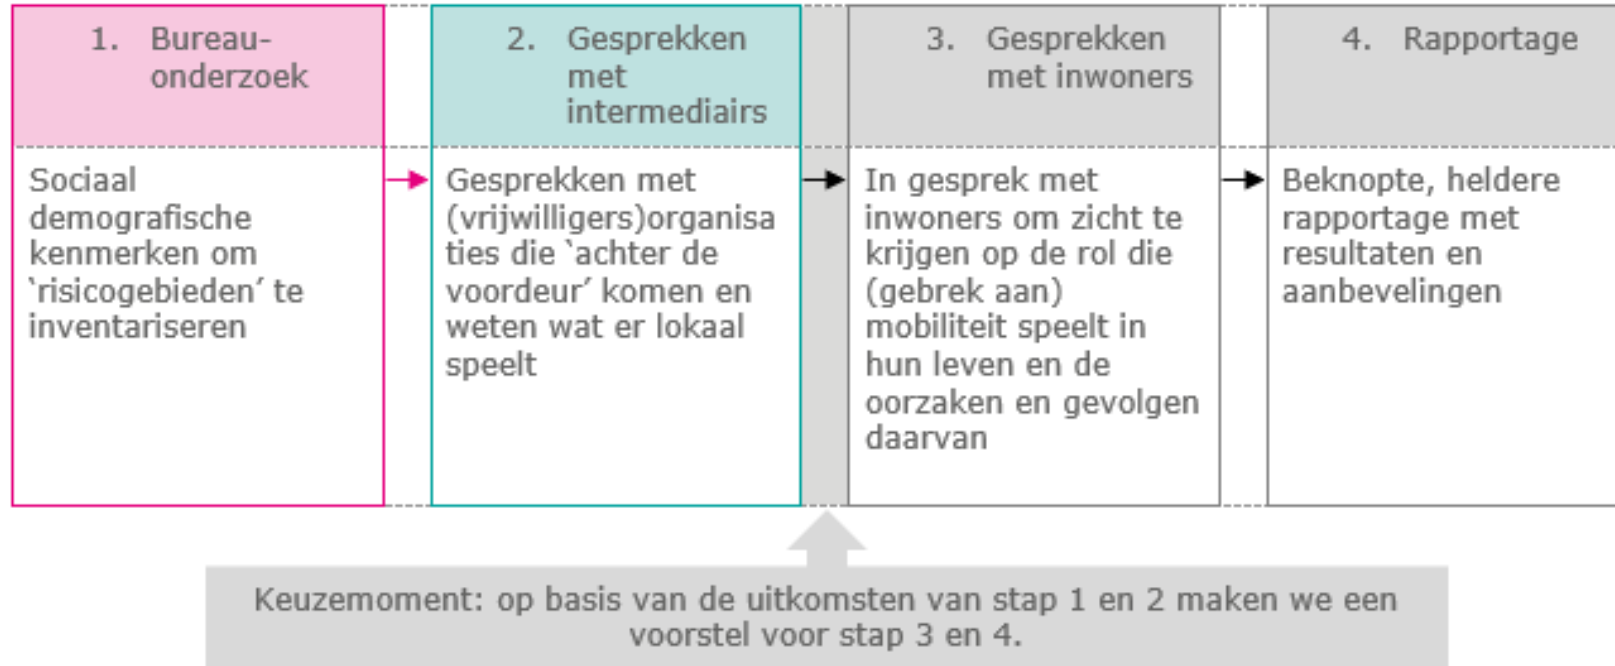 1. Bureau-
onderzoek
Sociaal
demografische
kenmerken om
‘risicogebieden’ te
inventariseren
2. Gesprekken
met
intermediairs
Gesprekken met
(vrijwilligers)organisa
ties die ‘achter de
voordeur’ komen en
weten wat er lokaal
speelt
3. Gesprekken
met inwoners
In gesprek met
inwoners om zicht te
krijgen op de rol die
(gebrek aan)
mobiliteit speelt in
hun leven en de
oorzaken en gevolgen
daarvan
4. Rapportage
Beknopte, heldere
rapportage met
resultaten en
aanbevelingen
Keuzemoment: op basis van de uitkomsten van stap 1 en 2 maken we een
voorstel voor stap 3 en 4.